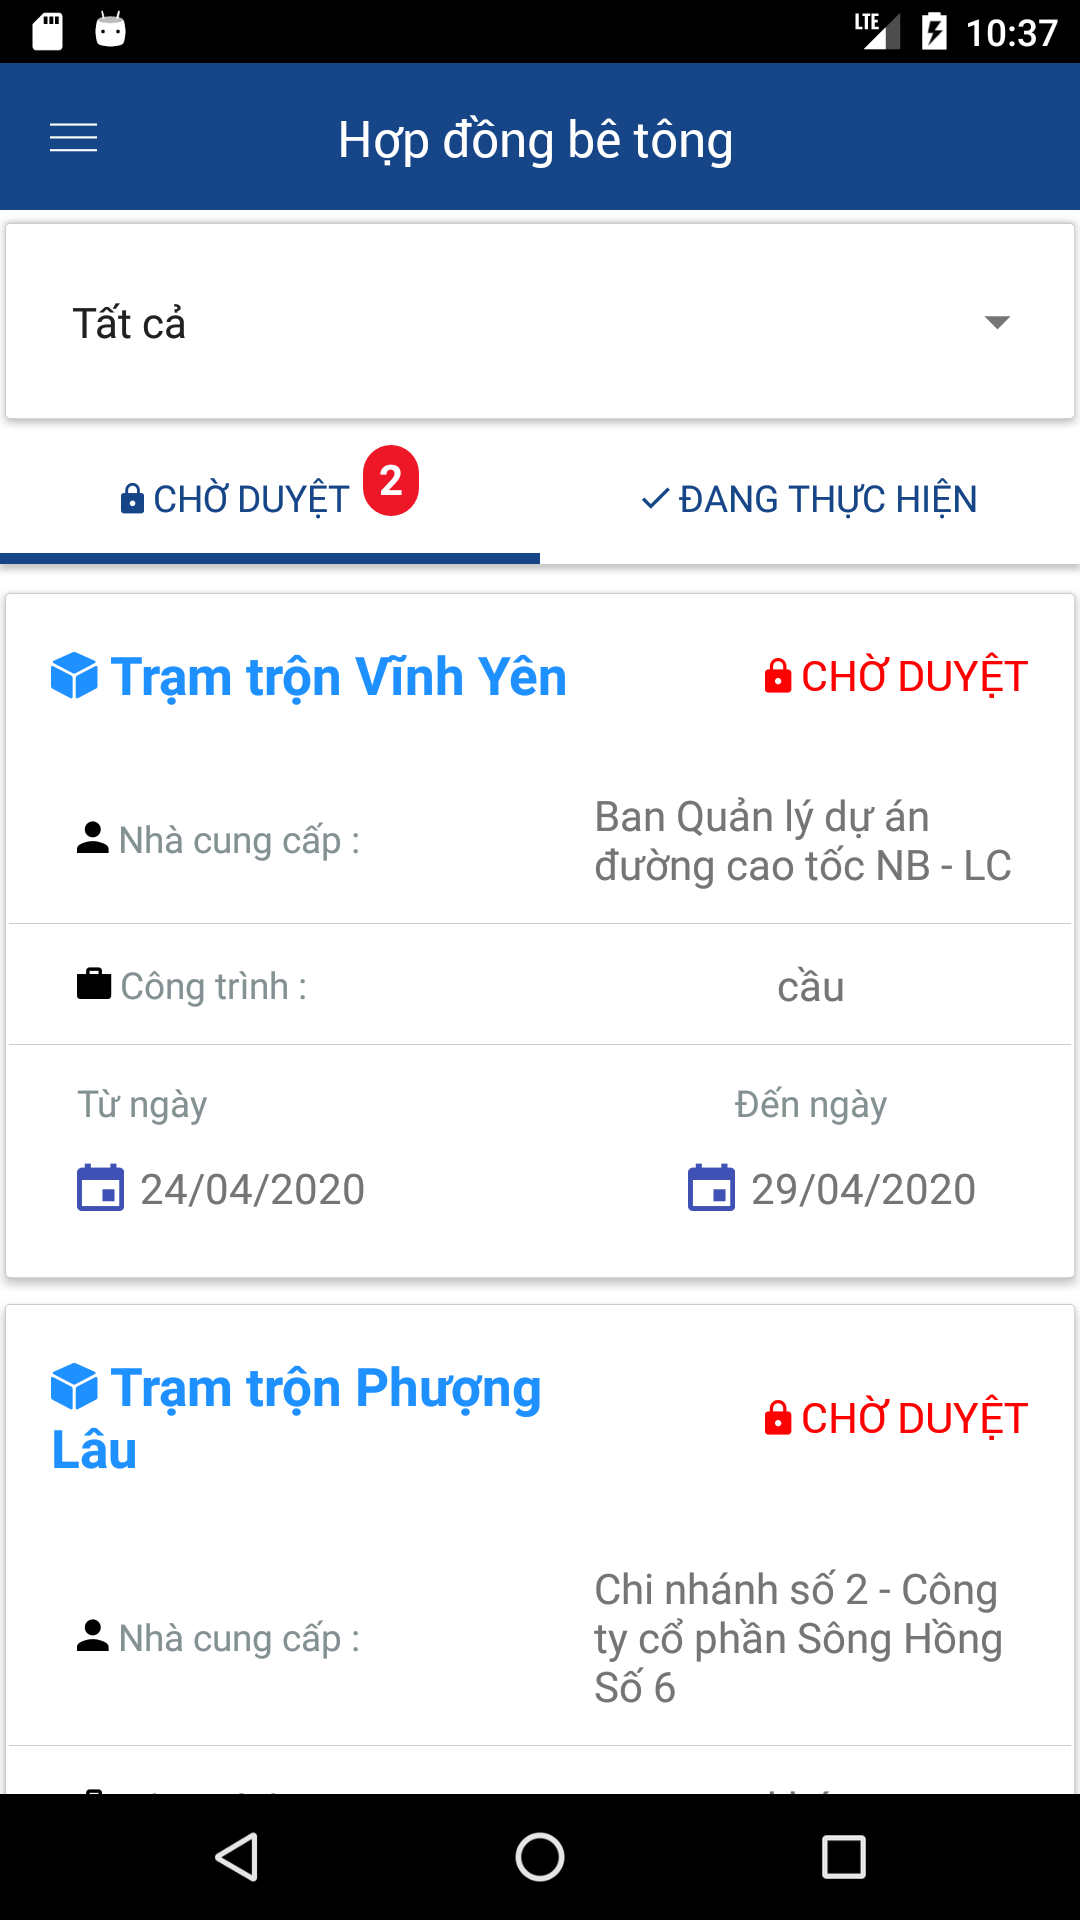 LTE 10:37
Hợp đồng bê tông
Tất cả
CHỜ DUYỆT 2
ĐANG THỰC HIỆN
Trạm trộn Vĩnh Yên
CHỜ DUYỆT
Nhà cung cấp :
Ban Quản lý dự án
đường cao tốc NB - LC
Công trình :
cầu
Từ ngày
Đến ngày
24/04/2020
29/04/2020
Trạm trộn Phượng
Lâu
CHỜ DUYỆT
Nhà cung cấp :
Chi nhánh số 2 - Công
ty cổ phần Sông Hồng
Số 6